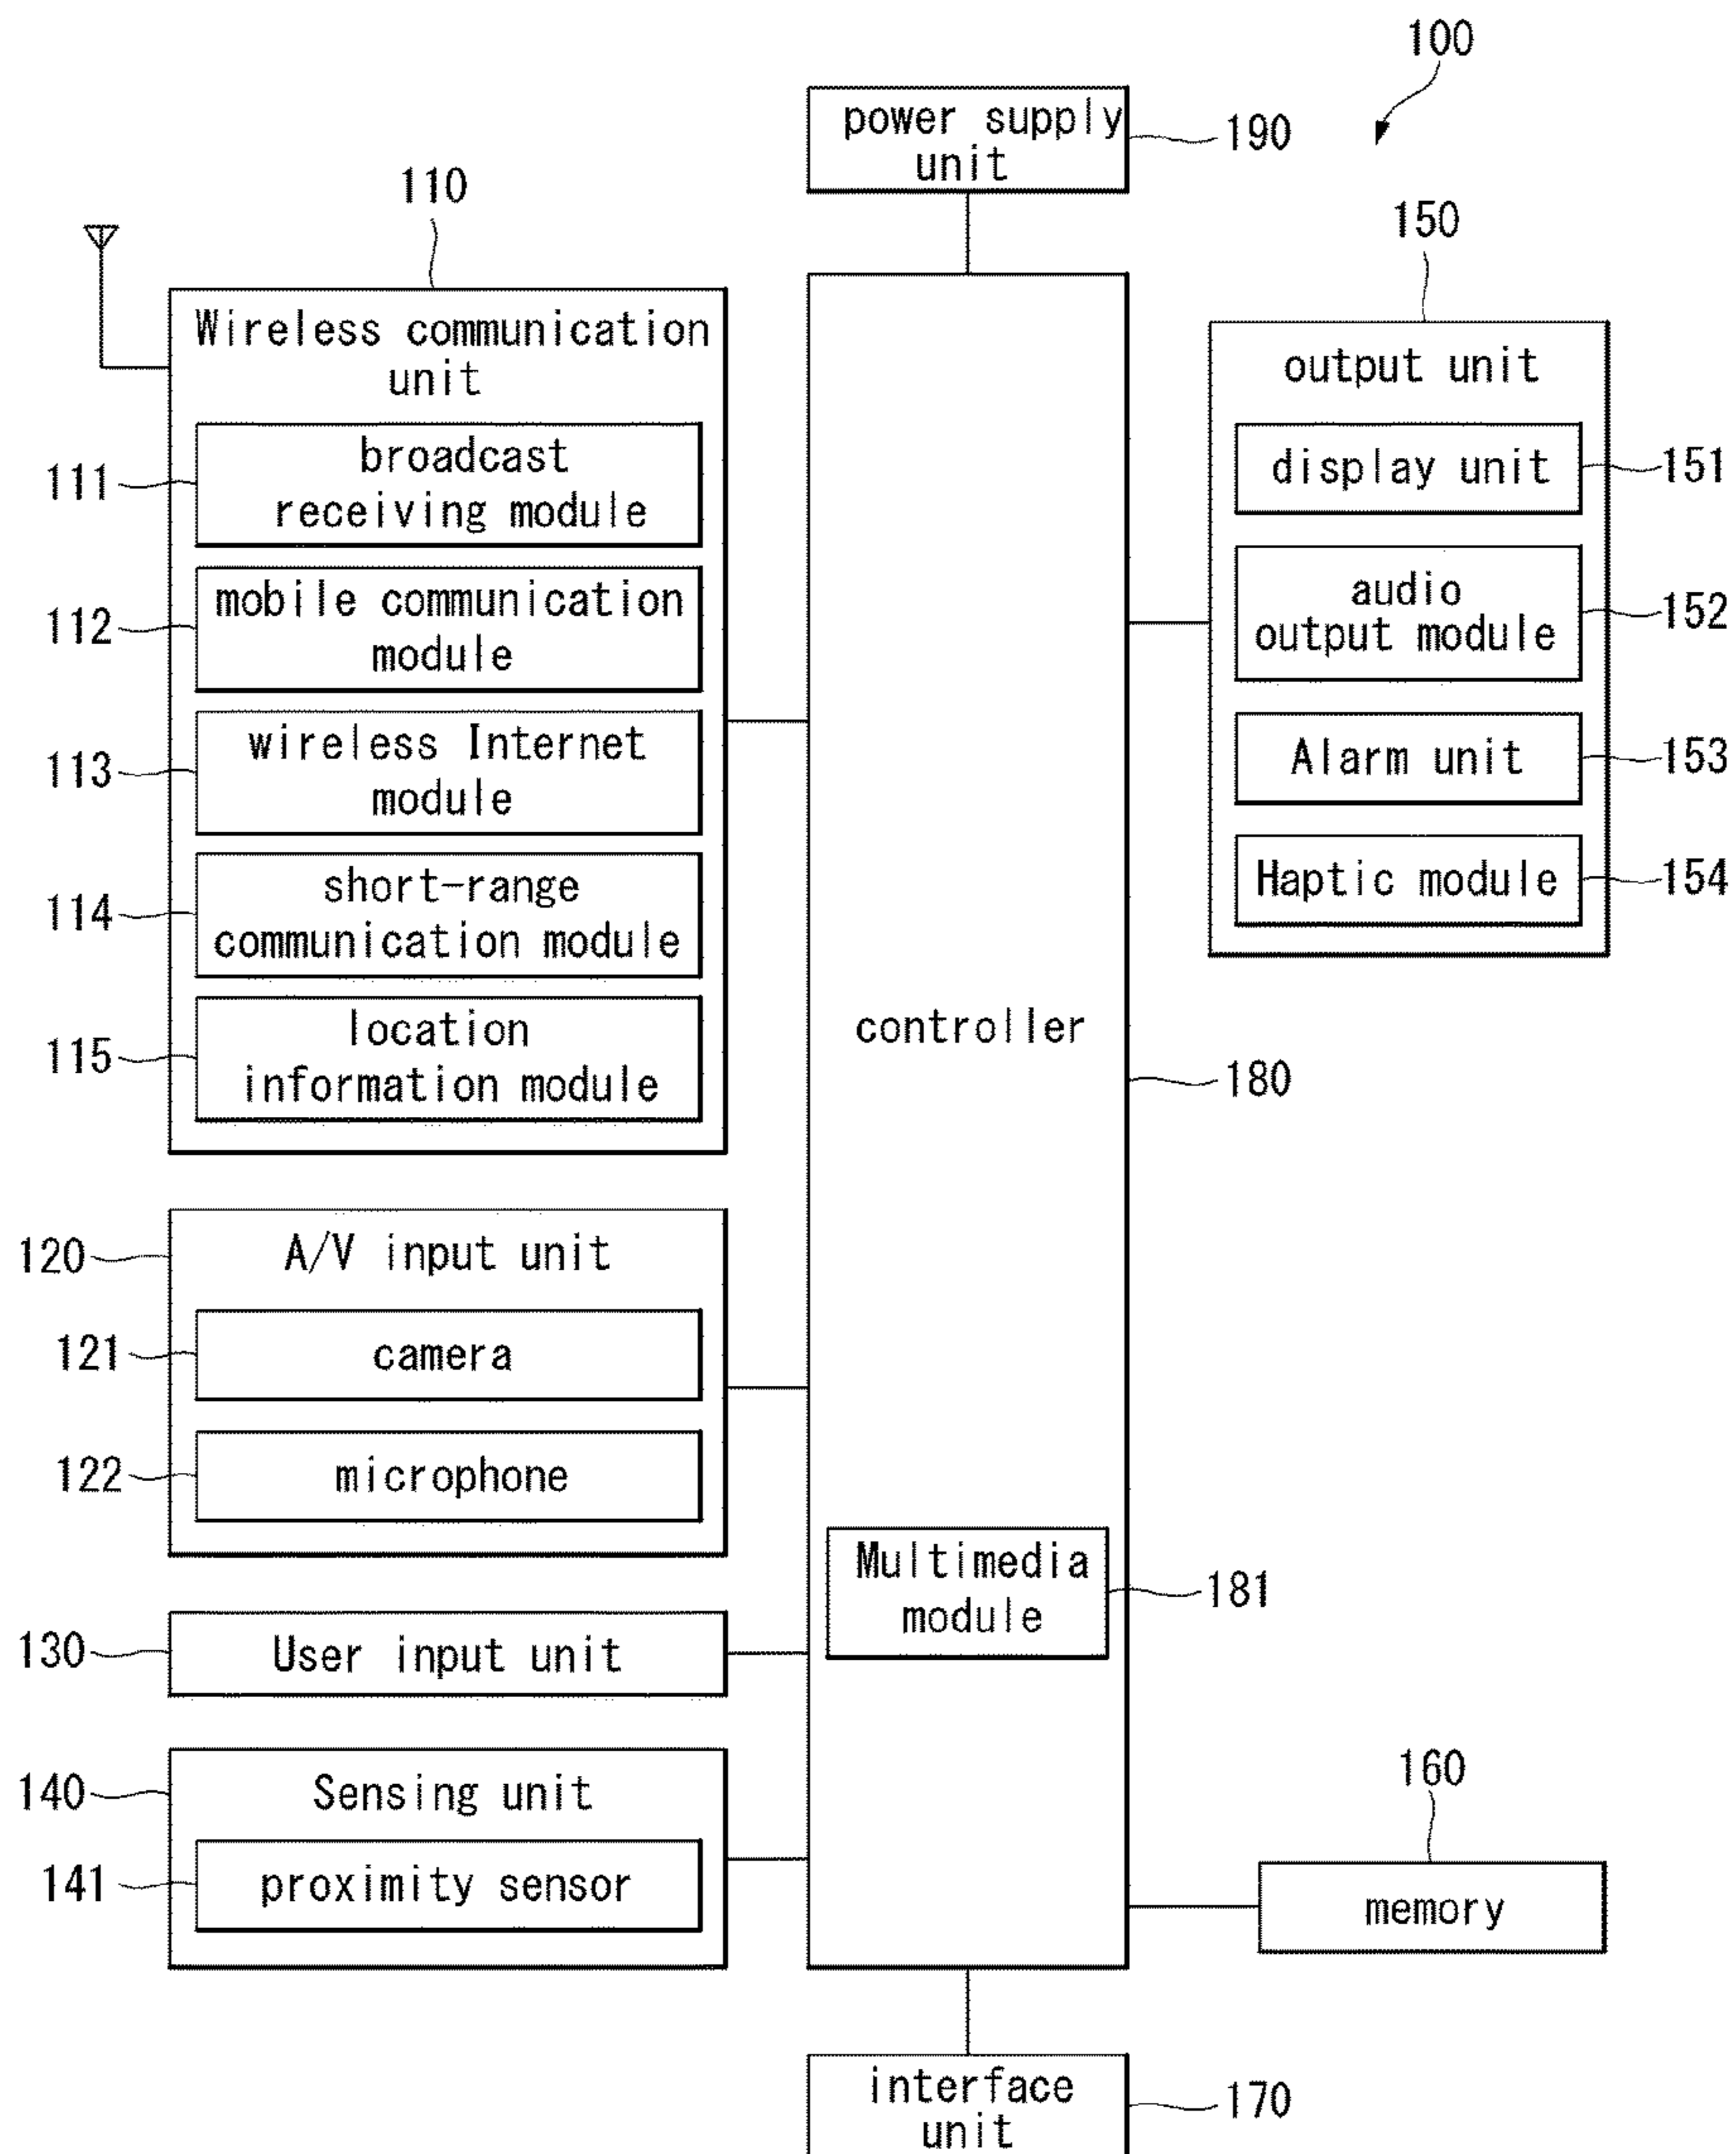 100
power supply
unit
190
110
Wireless communication
unit
111
broadcast
receiving module
112
mobile communication
module
113
wireless Internet
module
114
short-range
communication module
115
location
information module
120
A/V input unit
121
camera
122
microphone
130
User input unit
140
Sensing unit
141
proximity sensor
controller
180
Multimedia
module
181
150
output unit
display unit
151
audio
output module
152
Alarm unit
153
Haptic module
154
160
memory
interface
unit
170